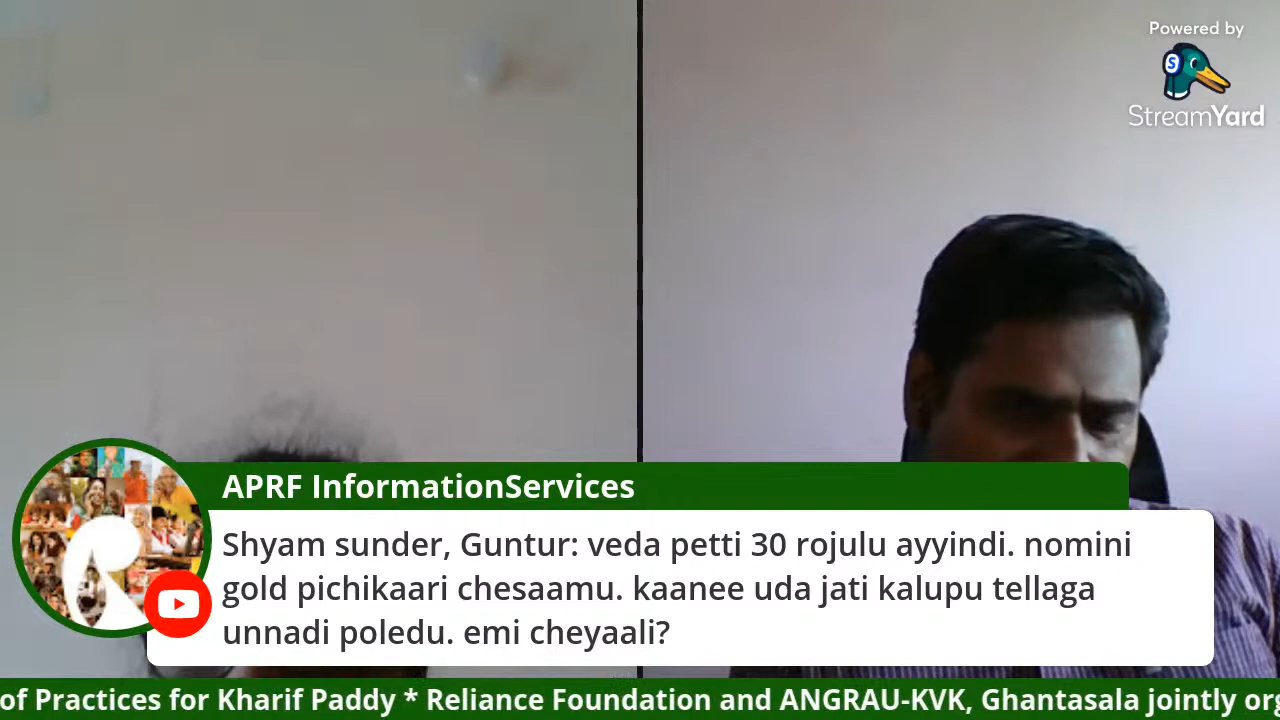 Powered by
StreamYard
APRF InformationServices
Shyam sunder, Guntur: veda petti 30 rojulu ayyindi. nomini
gold pichikaari chesaamu. kaanee uda jati kalupu tellaga
unnadi poledu. emi cheyaali?
of Practices for Kharif Paddy * Reliance Foundation and ANGRAU-KVK, Ghantasala jointly org